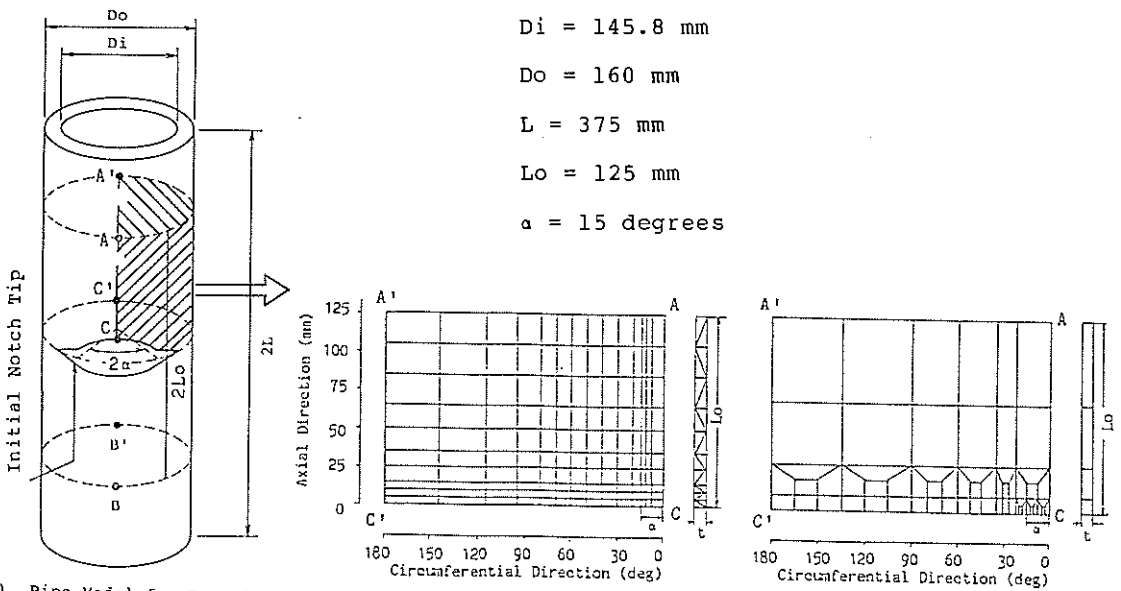 Do
Di
Di = 145.8 mm
Do = 160 mm
L = 375 mm
Lo = 125 mm
α = 15 degrees
A'
A
C'
C
2α
2Lo
2L
B'
B
Initial Notch Tip
A'
A
125
100
75
50
25
0
Axial Direction (mm)
Lo
C'
C
α
t
180 150 120 90 60 30 0
Circumferential Direction (deg)
A'
A
Lo
C'
C
α
t
180 150 120 90 60 30 0
Circumferential Direction (deg)
Pipe Model